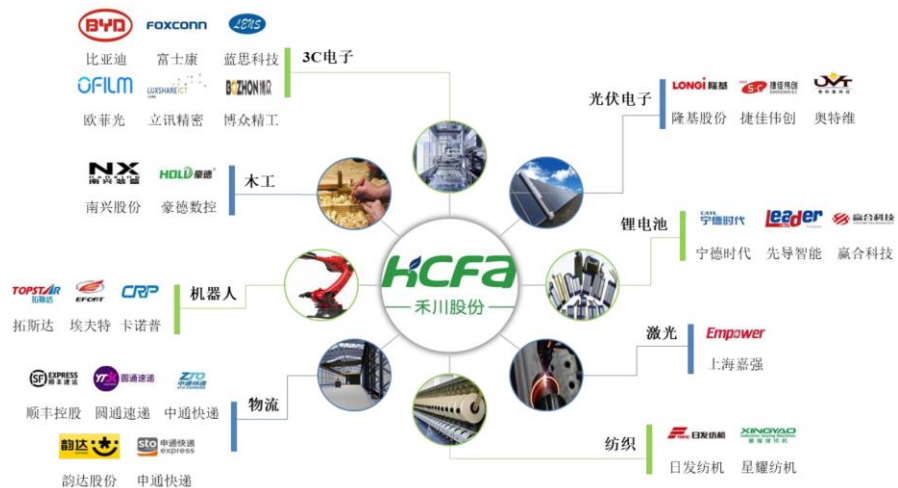 BYD
FOXCONN
LENS
比亚迪
富士康
蓝思科技
OFILM
LUXSHAREICT
BOZHON博众
欧菲光
立讯精密
博众精工
3C电子
LONGi隆基
SC捷佳伟创
光伏电子
隆基股份
捷佳伟创
奥特维
NX
南兴装备
HOLD豪德
木工
南兴股份
豪德数控
HCFa
禾川股份
锂电池
CATL
宁德时代
Leader
赢合科技
宁德时代
先导智能
赢合科技
TOPSTAR
拓斯达
EFORT
CRP
机器人
拓斯达
埃夫特
卡诺普
激光
Empower
上海嘉强
SF EXPRESS
顺丰速运
YTO圆通速递
ZTO
中通快递
物流
顺丰控股
圆通速递
中通快递
韵达
sto申通快递
express
韵达股份
申通快递
纺织
日发纺机
XINGYAO
日发纺机
星耀纺机